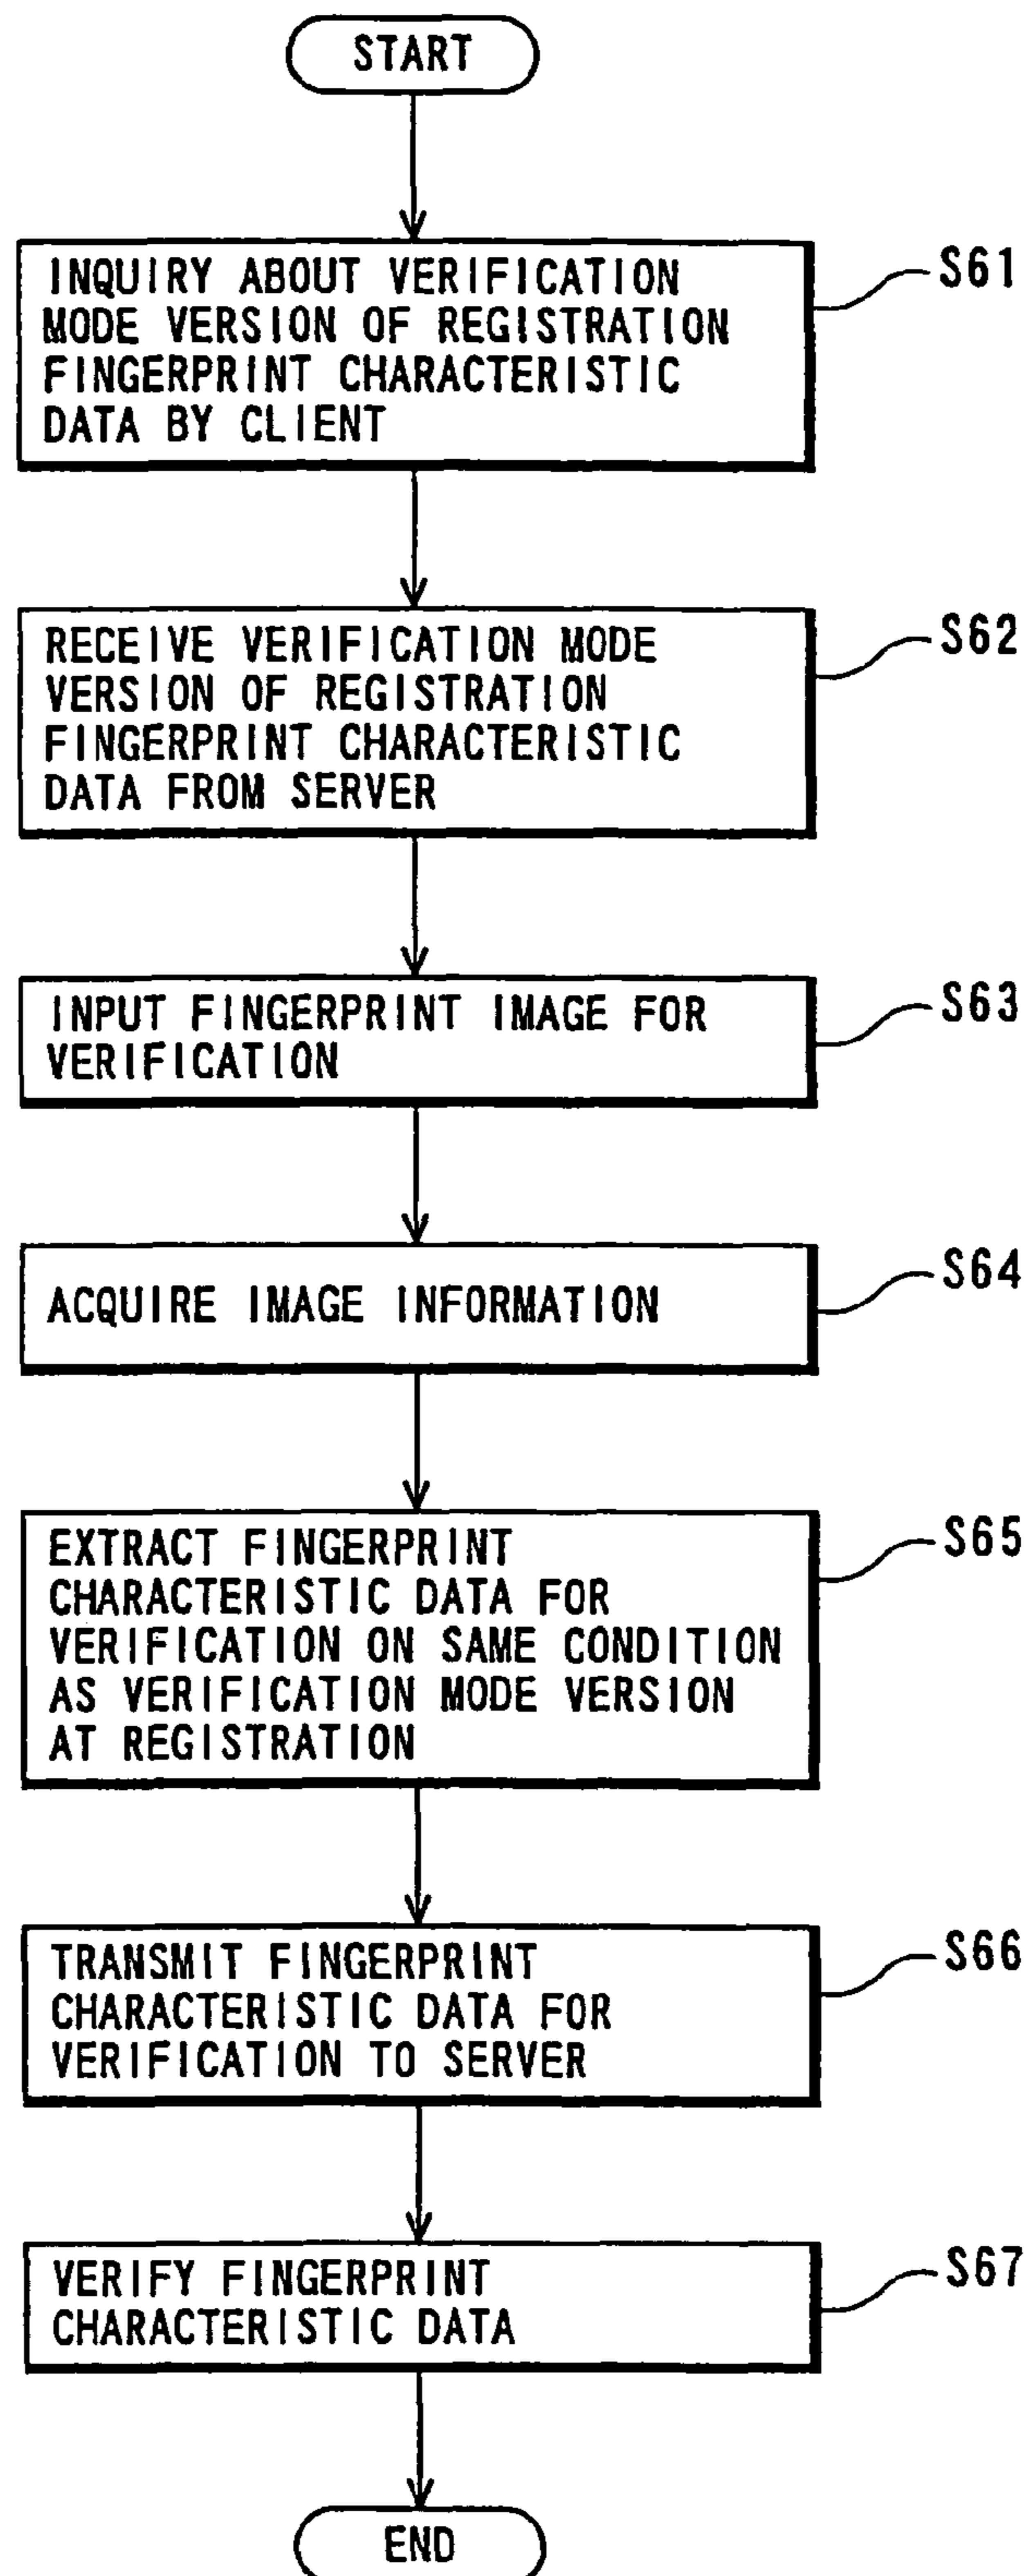 START
INQUIRY ABOUT VERIFICATION
MODE VERSION OF REGISTRATION
FINGERPRINT CHARACTERISTIC
DATA BY CLIENT
S61
RECEIVE VERIFICATION MODE
VERSION OF REGISTRATION
FINGERPRINT CHARACTERISTIC
DATA FROM SERVER
S62
INPUT FINGERPRINT IMAGE FOR
VERIFICATION
S63
ACQUIRE IMAGE INFORMATION
S64
EXTRACT FINGERPRINT
CHARACTERISTIC DATA FOR
VERIFICATION ON SAME CONDITION
AS VERIFICATION MODE VERSION
AT REGISTRATION
S65
TRANSMIT FINGERPRINT
CHARACTERISTIC DATA FOR
VERIFICATION TO SERVER
S66
VERIFY FINGERPRINT
CHARACTERISTIC DATA
S67
END